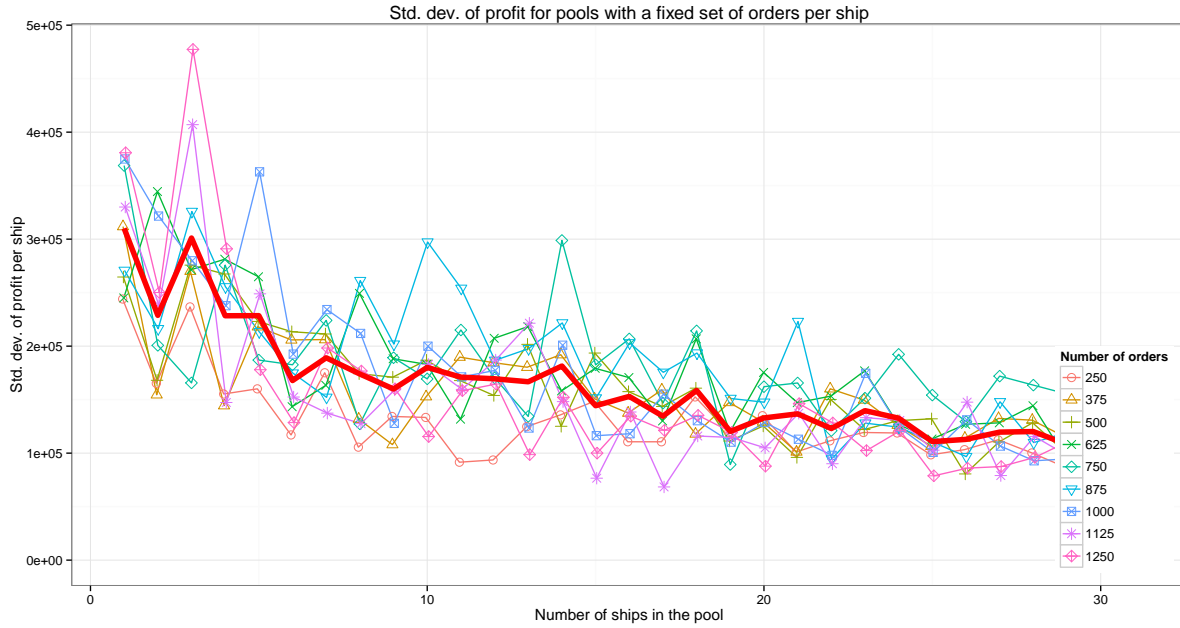 Std. dev. of profit for pools with a fixed set of orders per ship
5e+05
4e+05
3e+05
2e+05
1e+05
0e+00
Std. dev. of profit per ship
0
10
20
30
Number of ships in the pool
Number of orders
250
375
500
625
750
875
1000
1125
1250